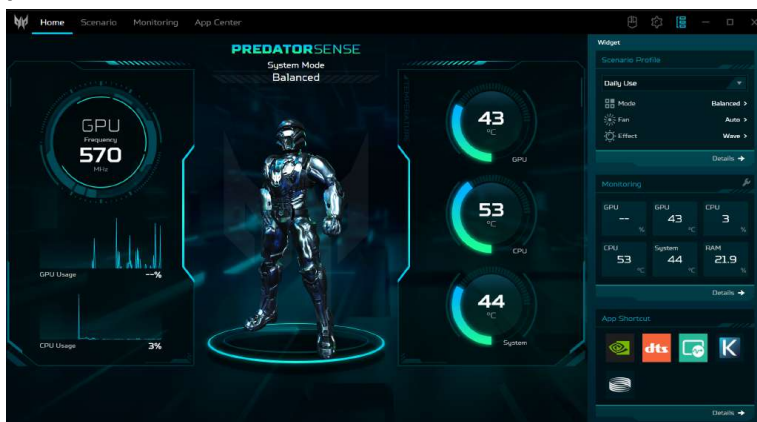 Home Scenario Monitoring App Center
PREDATORSENSE
System Mode
Balanced
GPU
Frequency
570
MHz
GPU Usage --%
CPU Usage 3%
43
°C
GPU
53
°C
CPU
44
°C
System
Widget
Scenario Profile
Daily Use
Mode Balanced >
Fan Auto >
Effect Wave >
Details →
Monitoring
GPU GPU CPU
-- 43 3
% °C %
CPU System RAM
53 44 21.9
°C °C %
Details →
App Shortcut
dts K
Details →